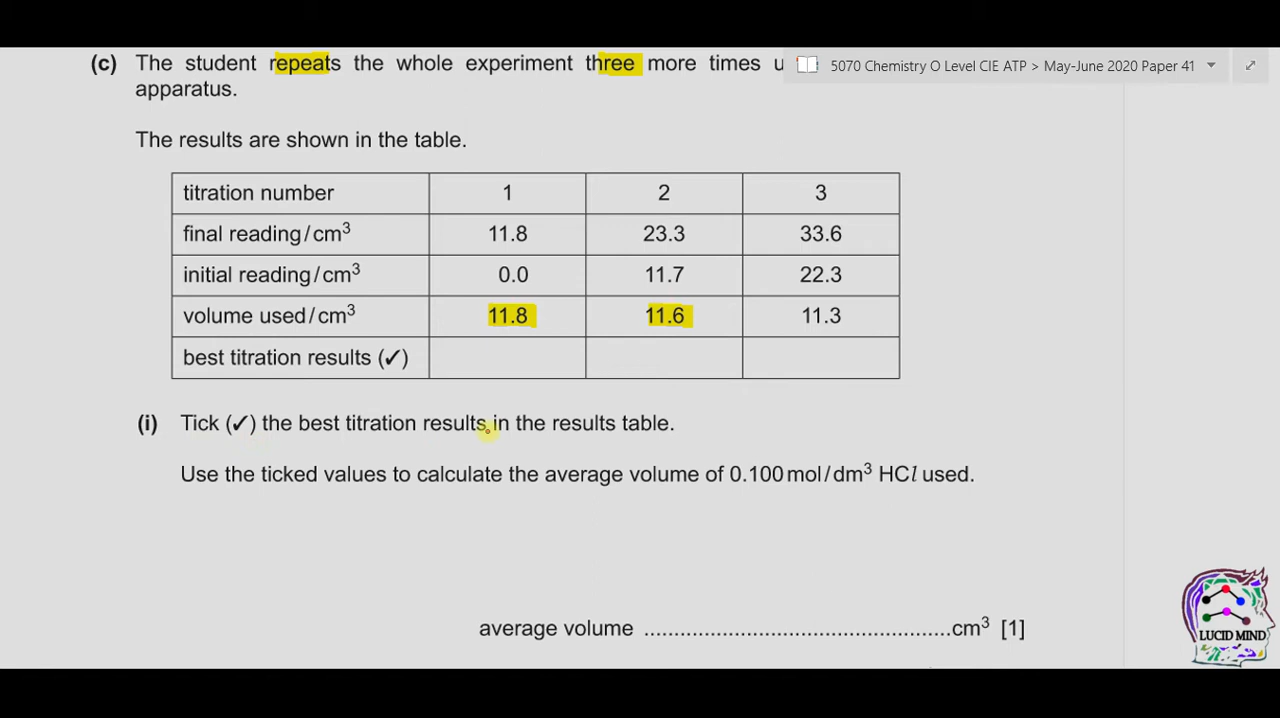 (c) The student repeats the whole experiment three more times u
5070 Chemistry O Level CIE ATP > May-June 2020 Paper 41
apparatus.
The results are shown in the table.
titration number 1 2 3
final reading / cm³ 11.8 23.3 33.6
initial reading / cm³ 0.0 11.7 22.3
volume used / cm³ 11.8 11.6 11.3
best titration results (✓)
(i) Tick (✓) the best titration results in the results table.
Use the ticked values to calculate the average volume of 0.100 mol / dm³ HCl used.
average volume ..................................................cm³ [1]
LUCID MIND